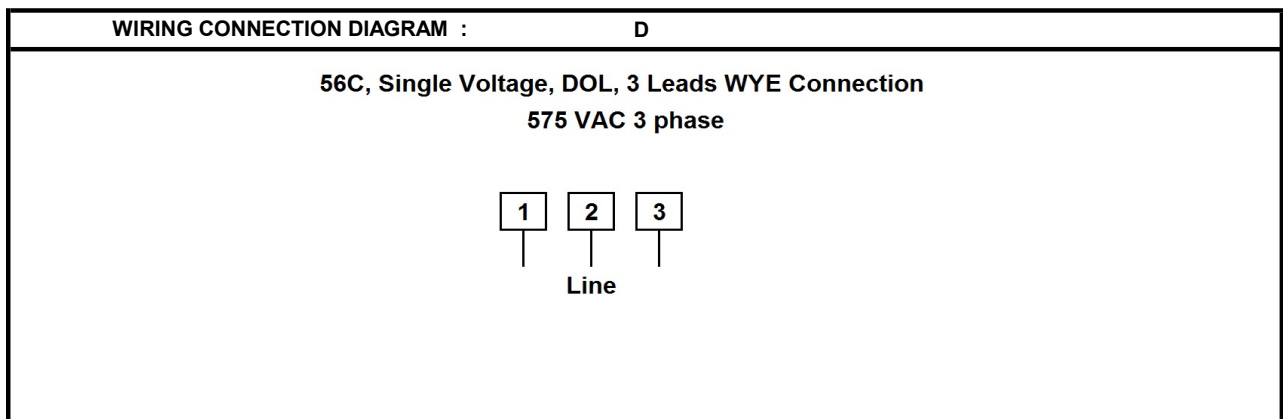 WIRING CONNECTION DIAGRAM : D
56C, Single Voltage, DOL, 3 Leads WYE Connection
575 VAC 3 phase
1 2 3
Line